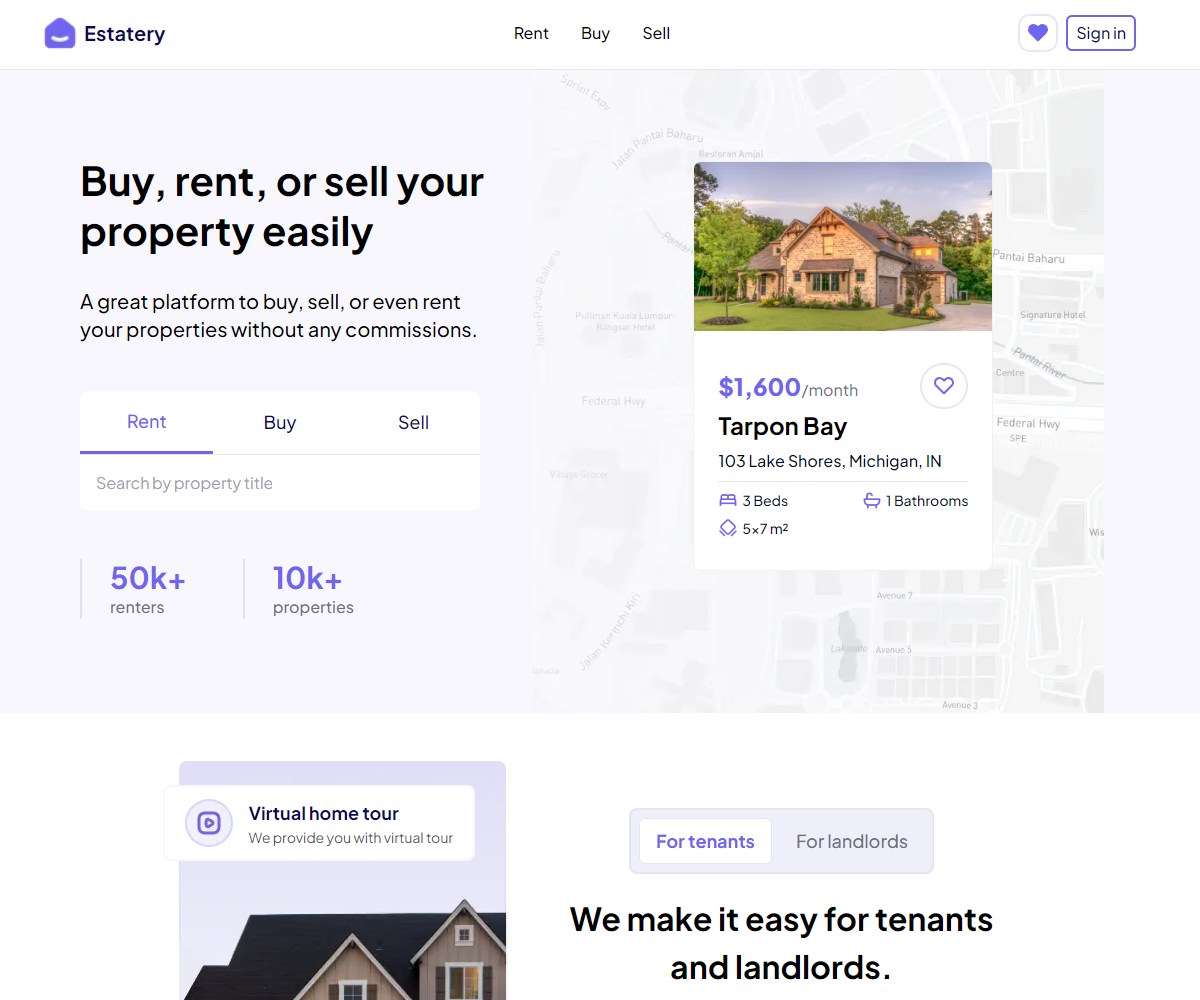 Estatery
Rent Buy Sell
Sign in
Buy, rent, or sell your
property easily
A great platform to buy, sell, or even rent
your properties without any commissions.
Rent Buy Sell
Search by property title
50k+
renters
10k+
properties
Sprint Expy
Jalan Pantai Baharu
Restoran Amjal
Jalan Pantai Baharu
Pullman Kuala Lumpur
Bangsar Hotel
Federal Hwy
Village Grocer
Pantai Baharu
Signature Hotel
Pantai River
Centre
Federal Hwy
SPE
$1,600/month
Tarpon Bay
103 Lake Shores, Michigan, IN
3 Beds
1 Bathrooms
5x7 m²
Jalan Kerinchi Kiri
Avenue 7
Lakeside
Avenue 5
Avenue 3
Virtual home tour
We provide you with virtual tour
For tenants
For landlords
We make it easy for tenants
and landlords.